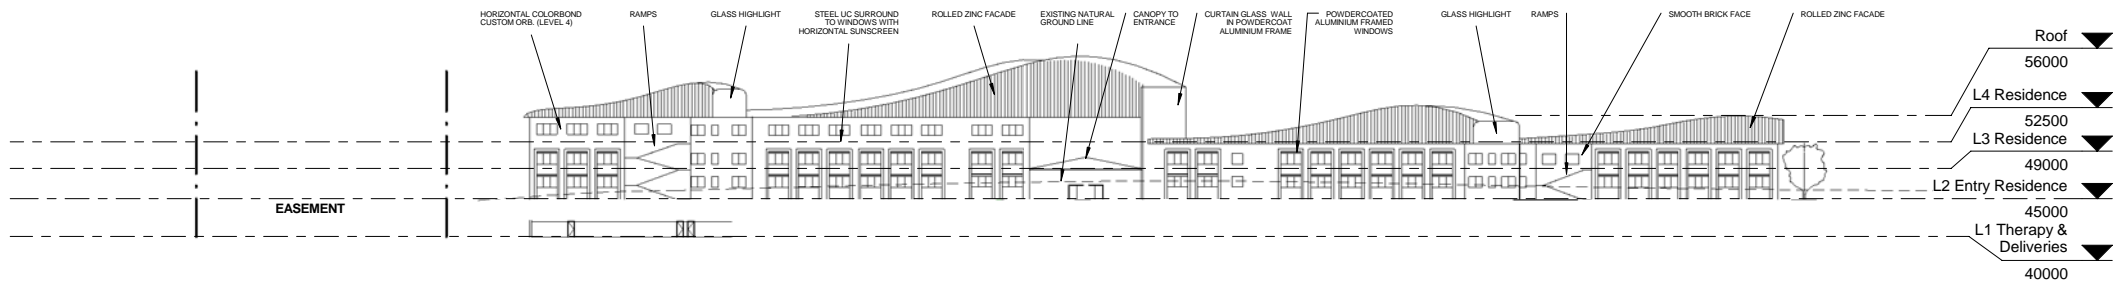 HORIZONTAL COLORBOND
CUSTOM ORB. (LEVEL 4)
RAMPS
GLASS HIGHLIGHT
STEEL UC SURROUND
TO WINDOWS WITH
HORIZONTAL SUNSCREEN
ROLLED ZINC FACADE
EXISTING NATURAL
GROUND LINE
CANOPY TO
ENTRANCE
CURTAIN GLASS WALL
IN POWDERCOAT
ALUMINIUM FRAME
POWDERCOATED
ALUMINIUM FRAMED
WINDOWS
GLASS HIGHLIGHT
RAMPS
SMOOTH BRICK FACE
ROLLED ZINC FACADE
Roof
56000
L4 Residence
52500
L3 Residence
49000
L2 Entry Residence
45000
L1 Therapy &
Deliveries
40000
EASEMENT